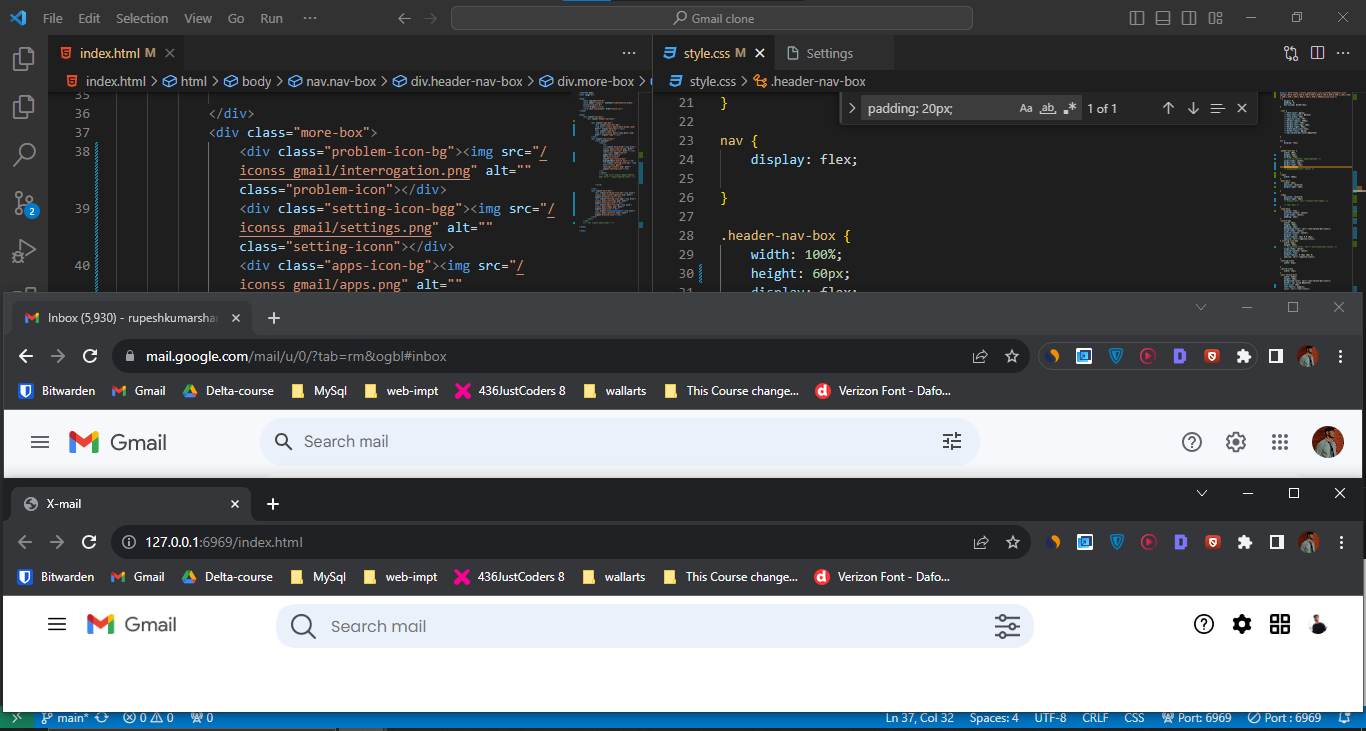 File Edit Selection View Go Run ··· Gmail clone
index.html M
style.css M Settings
index.html > html > body > nav.nav-box > div.header-nav-box > div.more-box >
style.css > .header-nav-box
35
36 </div>
37 <div class="more-box">
38 <div class="problem-icon-bg"><img src="/
iconss gmail/interrogation.png" alt=""
class="problem-icon"></div>
39 <div class="setting-icon-bgg"><img src="/
iconss gmail/settings.png" alt=""
class="setting-iconn"></div>
40 <div class="apps-icon-bg"><img src="/
iconss gmail/apps.png" alt=""
padding: 20px; Aa ab 1 of 1
21 }
22
23 nav {
24 display: flex;
25
26 }
27
28 .header-nav-box {
29 width: 100%;
30 height: 60px;
31 display: flex;
Inbox (5,930) - rupeshkumarshar
mail.google.com/mail/u/0/?tab=rm&ogbl#inbox
Bitwarden Gmail Delta-course MySql web-impt 436JustCoders 8 wallarts This Course change... Verizon Font - Dafo...
Gmail Search mail
X-mail
127.0.0.1:6969/index.html
Bitwarden Gmail Delta-course MySql web-impt 436JustCoders 8 wallarts This Course change... Verizon Font - Dafo...
Gmail Search mail
main* 0 0 0 Ln 37, Col 32 Spaces: 4 UTF-8 CRLF CSS Port: 6969 Port : 6969